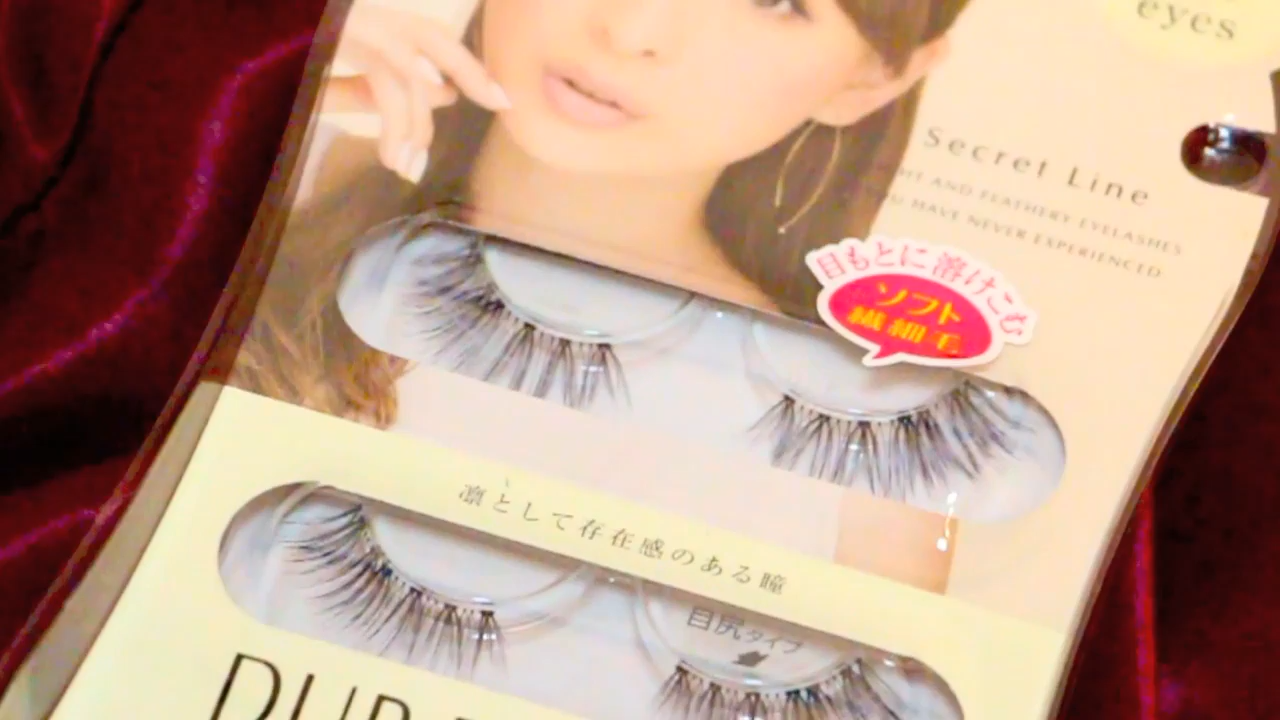 eyes
Secret Line
AND FEATHERY EYELASHES
HAVE NEVER EXPERIENCED
目もとに溶けこむ
ソフト
繊細毛
凛として存在感のある瞳
目尻タイプ
DUP